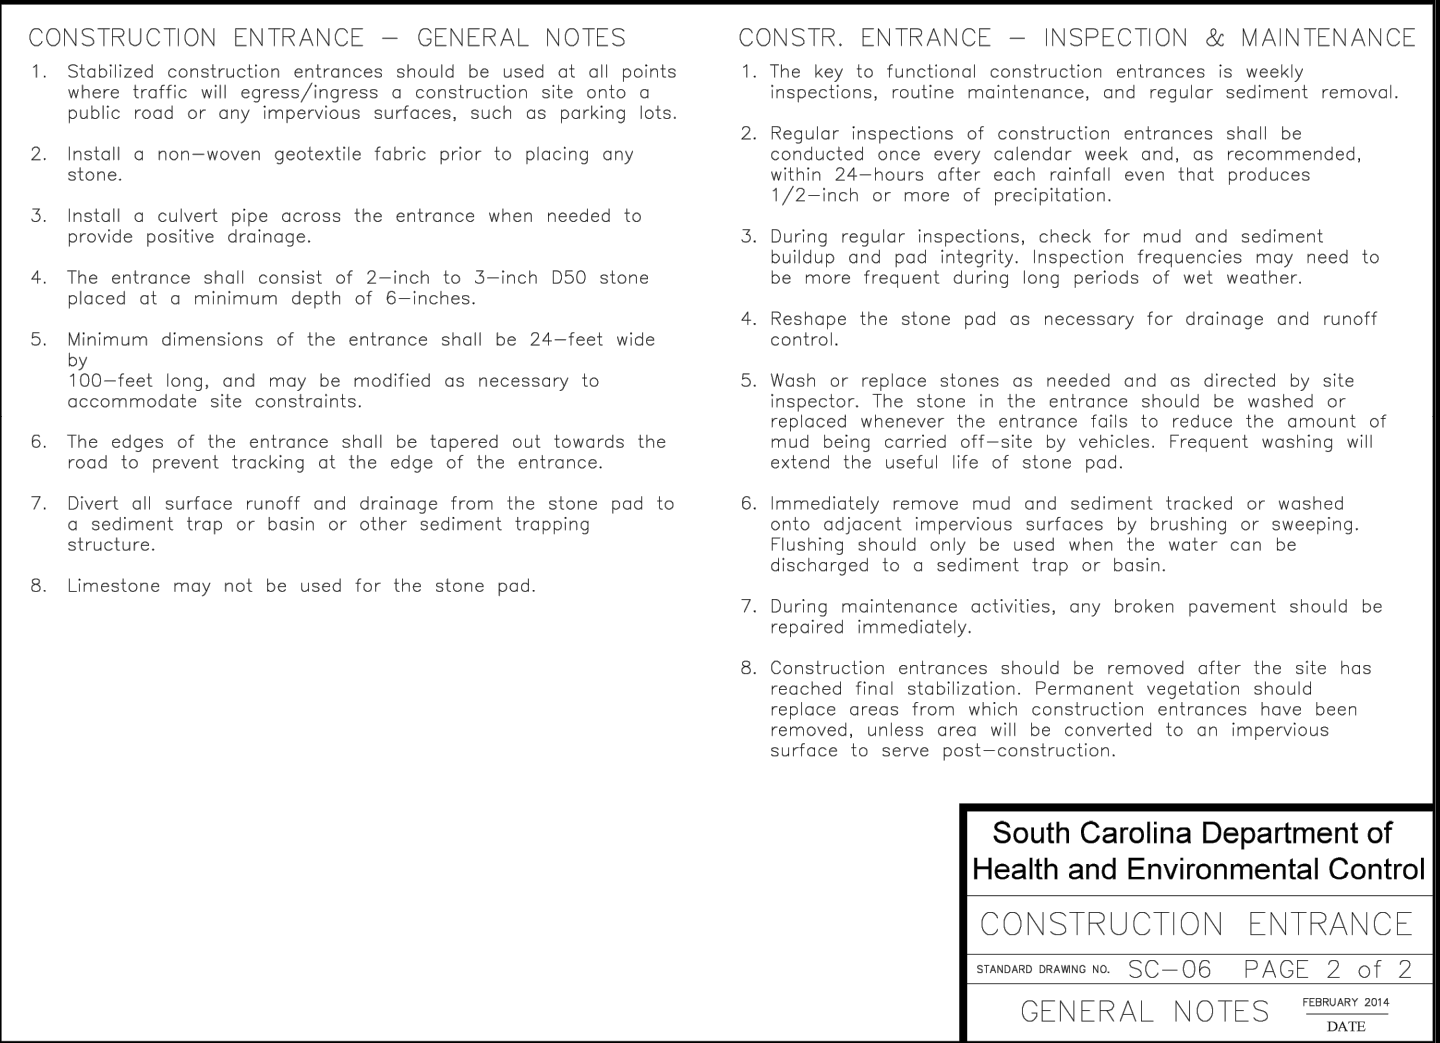 CONSTRUCTION ENTRANCE – GENERAL NOTES
1. Stabilized construction entrances should be used at all points
where traffic will egress/ingress a construction site onto a
public road or any impervious surfaces, such as parking lots.
2. Install a non–woven geotextile fabric prior to placing any
stone.
3. Install a culvert pipe across the entrance when needed to
provide positive drainage.
4. The entrance shall consist of 2–inch to 3–inch D50 stone
placed at a minimum depth of 6–inches.
5. Minimum dimensions of the entrance shall be 24–feet wide
by
100–feet long, and may be modified as necessary to
accommodate site constraints.
6. The edges of the entrance shall be tapered out towards the
road to prevent tracking at the edge of the entrance.
7. Divert all surface runoff and drainage from the stone pad to
a sediment trap or basin or other sediment trapping
structure.
8. Limestone may not be used for the stone pad.
CONSTR. ENTRANCE – INSPECTION & MAINTENANCE
1. The key to functional construction entrances is weekly
inspections, routine maintenance, and regular sediment removal.
2. Regular inspections of construction entrances shall be
conducted once every calendar week and, as recommended,
within 24–hours after each rainfall even that produces
1/2–inch or more of precipitation.
3. During regular inspections, check for mud and sediment
buildup and pad integrity. Inspection frequencies may need to
be more frequent during long periods of wet weather.
4. Reshape the stone pad as necessary for drainage and runoff
control.
5. Wash or replace stones as needed and as directed by site
inspector. The stone in the entrance should be washed or
replaced whenever the entrance fails to reduce the amount of
mud being carried off–site by vehicles. Frequent washing will
extend the useful life of stone pad.
6. Immediately remove mud and sediment tracked or washed
onto adjacent impervious surfaces by brushing or sweeping.
Flushing should only be used when the water can be
discharged to a sediment trap or basin.
7. During maintenance activities, any broken pavement should be
repaired immediately.
8. Construction entrances should be removed after the site has
reached final stabilization. Permanent vegetation should
replace areas from which construction entrances have been
removed, unless area will be converted to an impervious
surface to serve post–construction.
South Carolina Department of
Health and Environmental Control
CONSTRUCTION ENTRANCE
STANDARD DRAWING NO. SC–06 PAGE 2 of 2
GENERAL NOTES FEBRUARY 2014
DATE